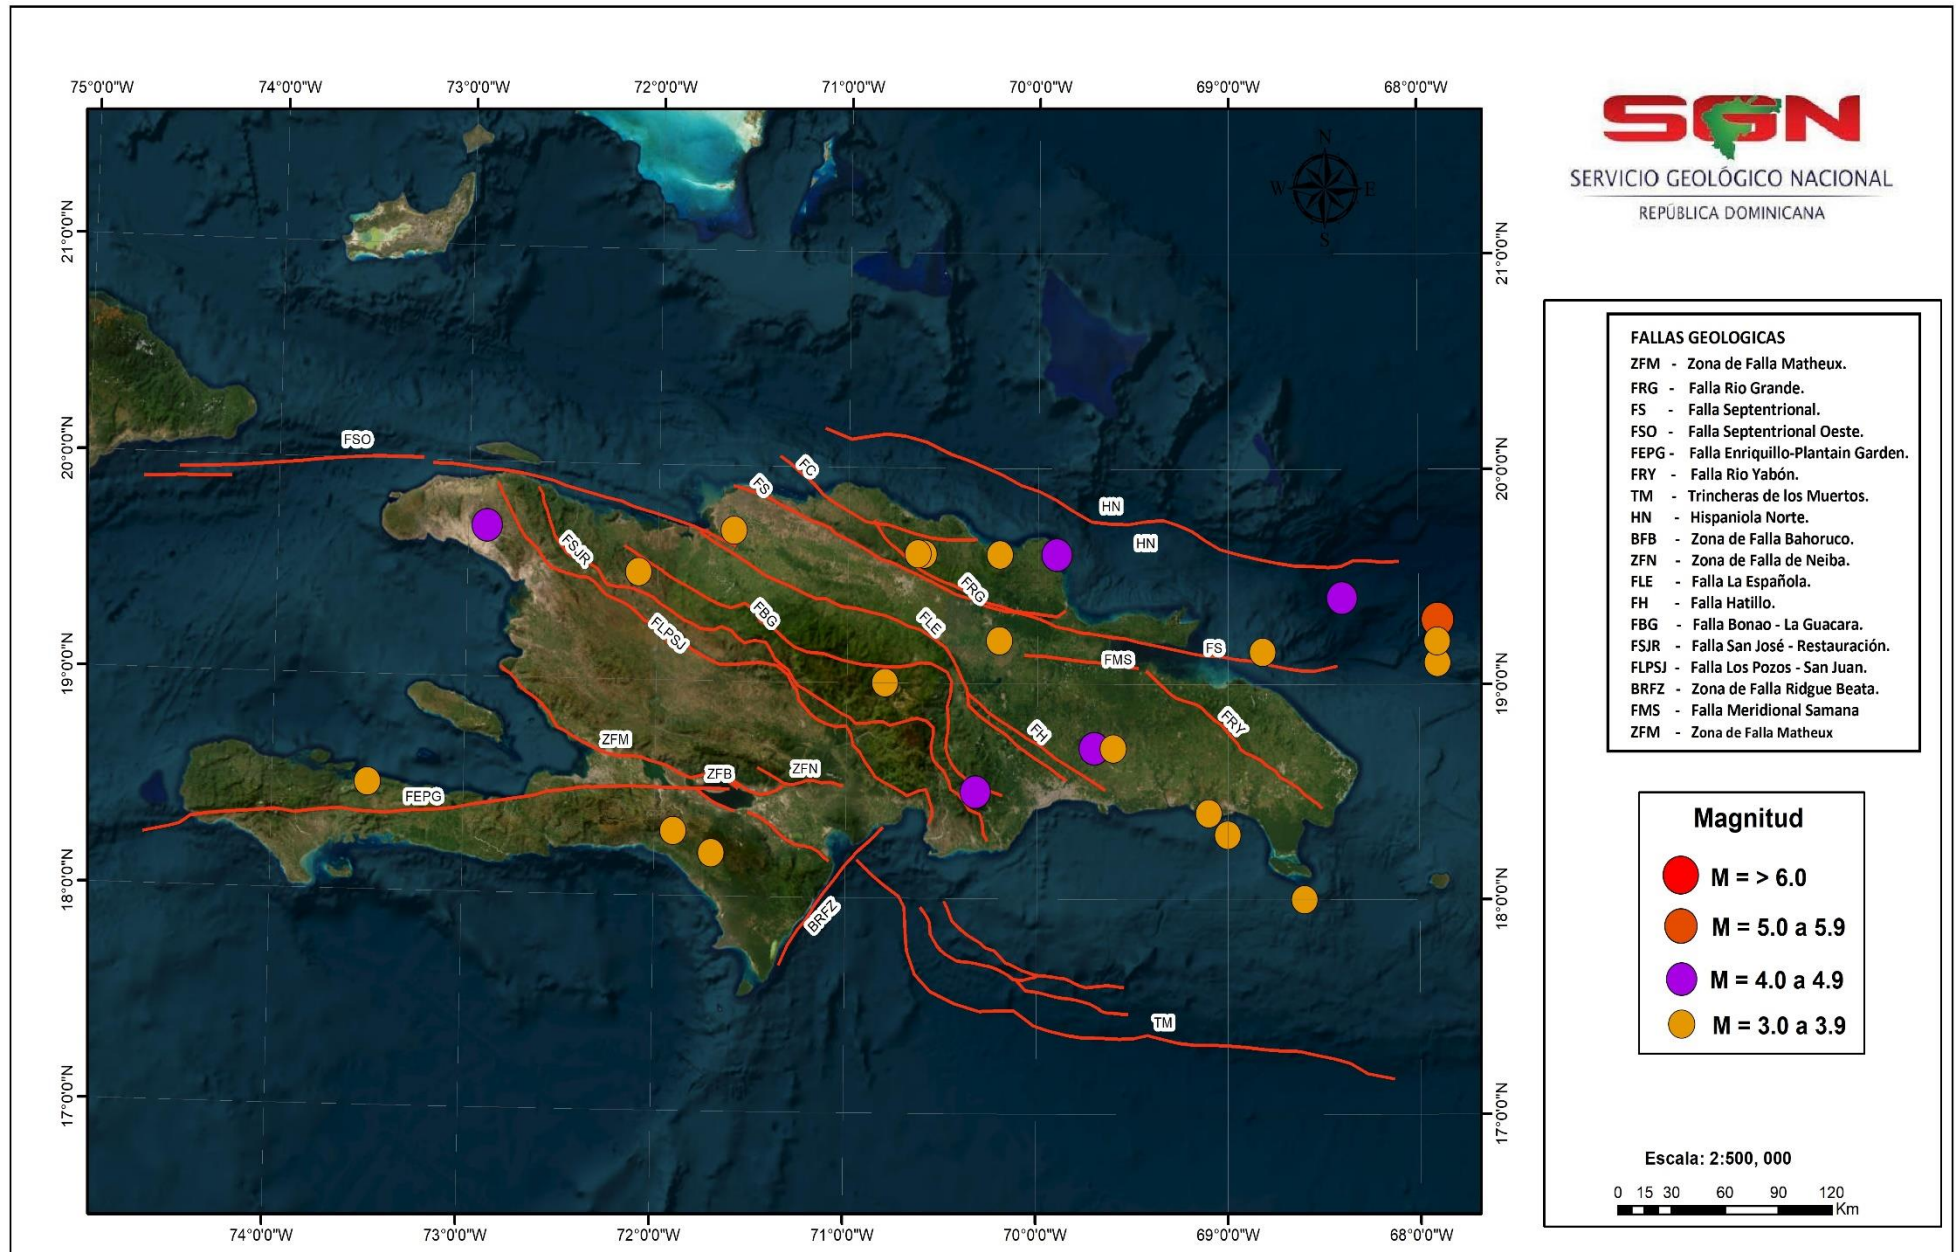 75°0'0"W 74°0'0"W 73°0'0"W 72°0'0"W 71°0'0"W 70°0'0"W 69°0'0"W 68°0'0"W
SGN
SERVICIO GEOLÓGICO NACIONAL
REPÚBLICA DOMINICANA
N
W E
S
21°0'0"N
21°0'0"N
20°0'0"N
20°0'0"N
19°0'0"N
19°0'0"N
18°0'0"N
18°0'0"N
17°0'0"N
17°0'0"N
FSO
FC
FS
HN
HN
FSJR
FRG
FBG
FLE
FLPSJ
FS
FMS
FRY
FH
ZFM
ZFB
ZFN
FEPG
BRFZ
TM
74°0'0"W 73°0'0"W 72°0'0"W 71°0'0"W 70°0'0"W 69°0'0"W 68°0'0"W
FALLAS GEOLOGICAS
ZFM - Zona de Falla Matheux.
FRG - Falla Rio Grande.
FS - Falla Septentrional.
FSO - Falla Septentrional Oeste.
FEPG - Falla Enriquillo-Plantain Garden.
FRY - Falla Rio Yabón.
TM - Trincheras de los Muertos.
HN - Hispaniola Norte.
BFB - Zona de Falla Bahoruco.
ZFN - Zona de Falla de Neiba.
FLE - Falla La Española.
FH - Falla Hatillo.
FBG - Falla Bonao - La Guacara.
FSJR - Falla San José - Restauración.
FLPSJ - Falla Los Pozos - San Juan.
BRFZ - Zona de Falla Ridgue Beata.
FMS - Falla Meridional Samana
ZFM - Zona de Falla Matheux
Magnitud
M = > 6.0
M = 5.0 a 5.9
M = 4.0 a 4.9
M = 3.0 a 3.9
Escala: 2:500, 000
0 15 30 60 90 120
Km